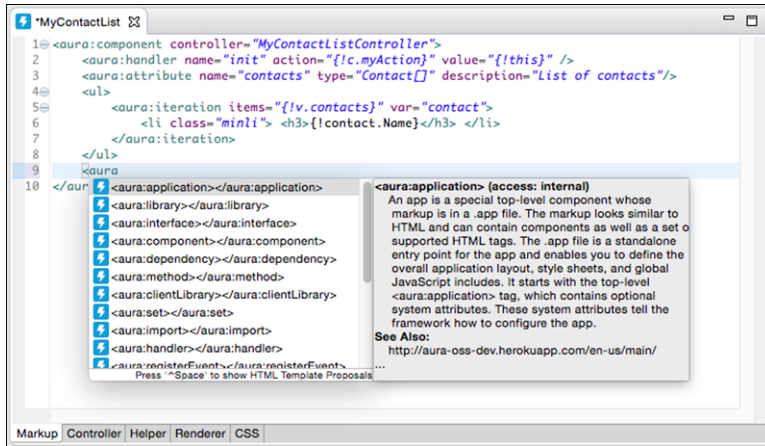 *MyContactList
1 <aura:component controller="MyContactListController">
2 <aura:handler name="init" action="{!c.myAction}" value="{!this}" />
3 <aura:attribute name="contacts" type="Contact[]" description="List of contacts"/>
4 <ul>
5 <aura:iteration items="{!v.contacts}" var="contact">
6 <li class="minli"> <h3>{!contact.Name}</h3> </li>
7 </aura:iteration>
8 </ul>
9 <aura
10 </aur
<aura:application></aura:application>
<aura:library></aura:library>
<aura:interface></aura:interface>
<aura:component></aura:component>
<aura:dependency></aura:dependency>
<aura:method></aura:method>
<aura:clientLibrary></aura:clientLibrary>
<aura:set></aura:set>
<aura:import></aura:import>
<aura:handler></aura:handler>
<aura:registerEvent></aura:registerEvent>
Press '^Space' to show HTML Template Proposals
<aura:application> (access: internal)
An app is a special top-level component whose
markup is in a .app file. The markup looks similar to
HTML and can contain components as well as a set o
supported HTML tags. The .app file is a standalone
entry point for the app and enables you to define the
overall application layout, style sheets, and global
JavaScript includes. It starts with the top-level
<aura:application> tag, which contains optional
system attributes. These system attributes tell the
framework how to configure the app.
See Also:
http://aura-oss-dev.herokuapp.com/en-us/main/
...
Markup Controller Helper Renderer CSS